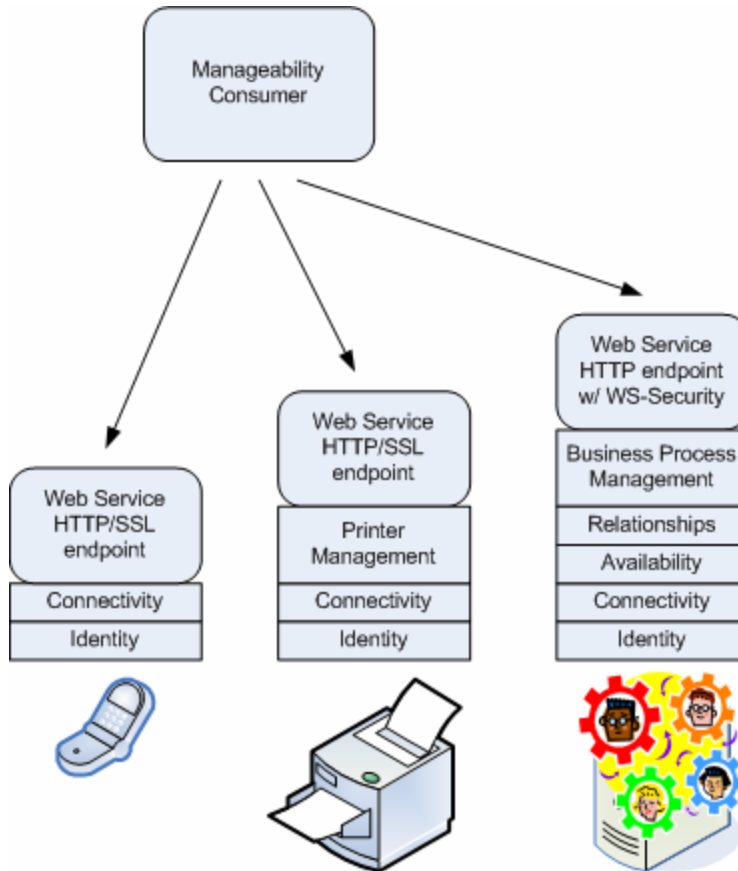 Manageability
Consumer
Web Service
HTTP/SSL
endpoint
Connectivity
Identity
Web Service
HTTP/SSL
endpoint
Printer
Management
Connectivity
Identity
Web Service
HTTP endpoint
w/ WS-Security
Business Process
Management
Relationships
Availability
Connectivity
Identity